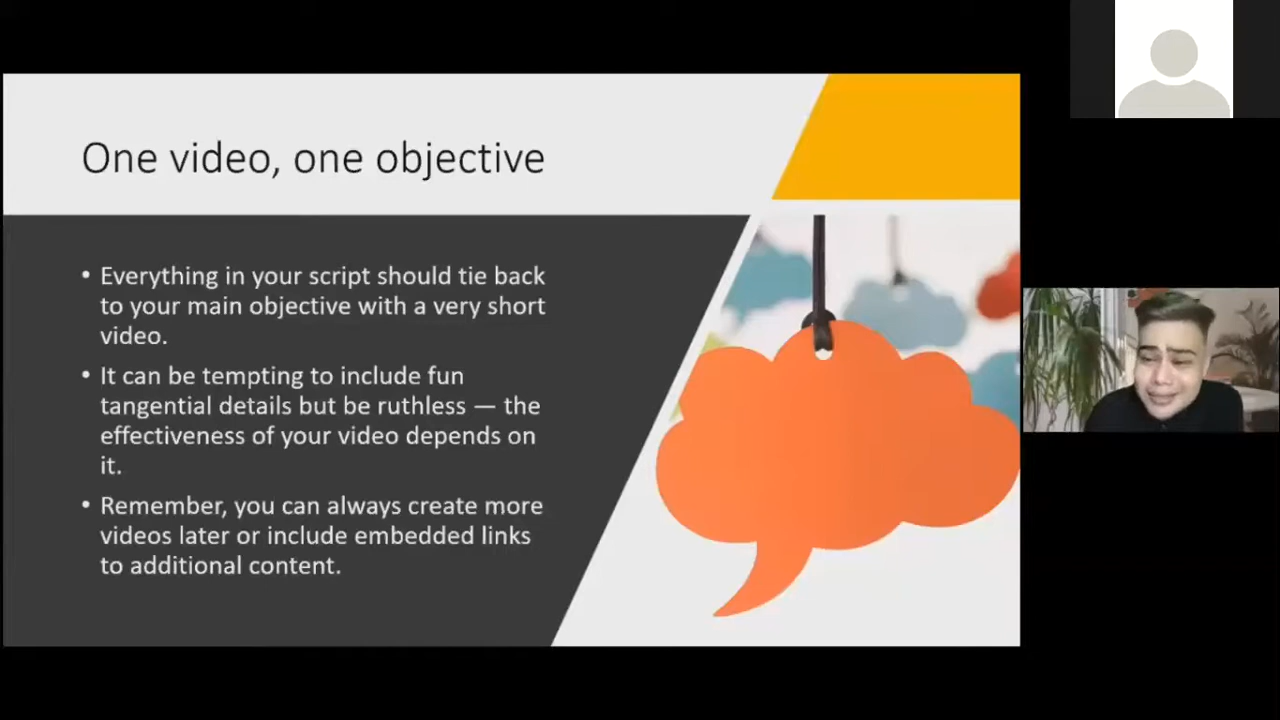 One video, one objective
• Everything in your script should tie back
to your main objective with a very short
video.
• It can be tempting to include fun
tangential details but be ruthless — the
effectiveness of your video depends on
it.
• Remember, you can always create more
videos later or include embedded links
to additional content.